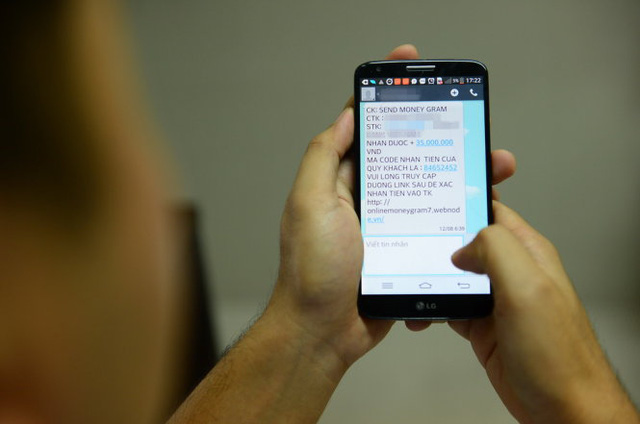 17:22
CK: SEND MONEY GRAM
CTK :
STK:
NHAN DUOC + 35,000,000
VND
MA CODE NHAN TIEN CUA
QUY KHACH LA : 84652452
VUI LONG TRUY CAP
DUONG LINK SAU DE XAC
NHAN TIEN VAO TK
http: //
onlinemoneygram7.webnod
e.vn/
12/08 6:38
Viết tin nhắn
LG